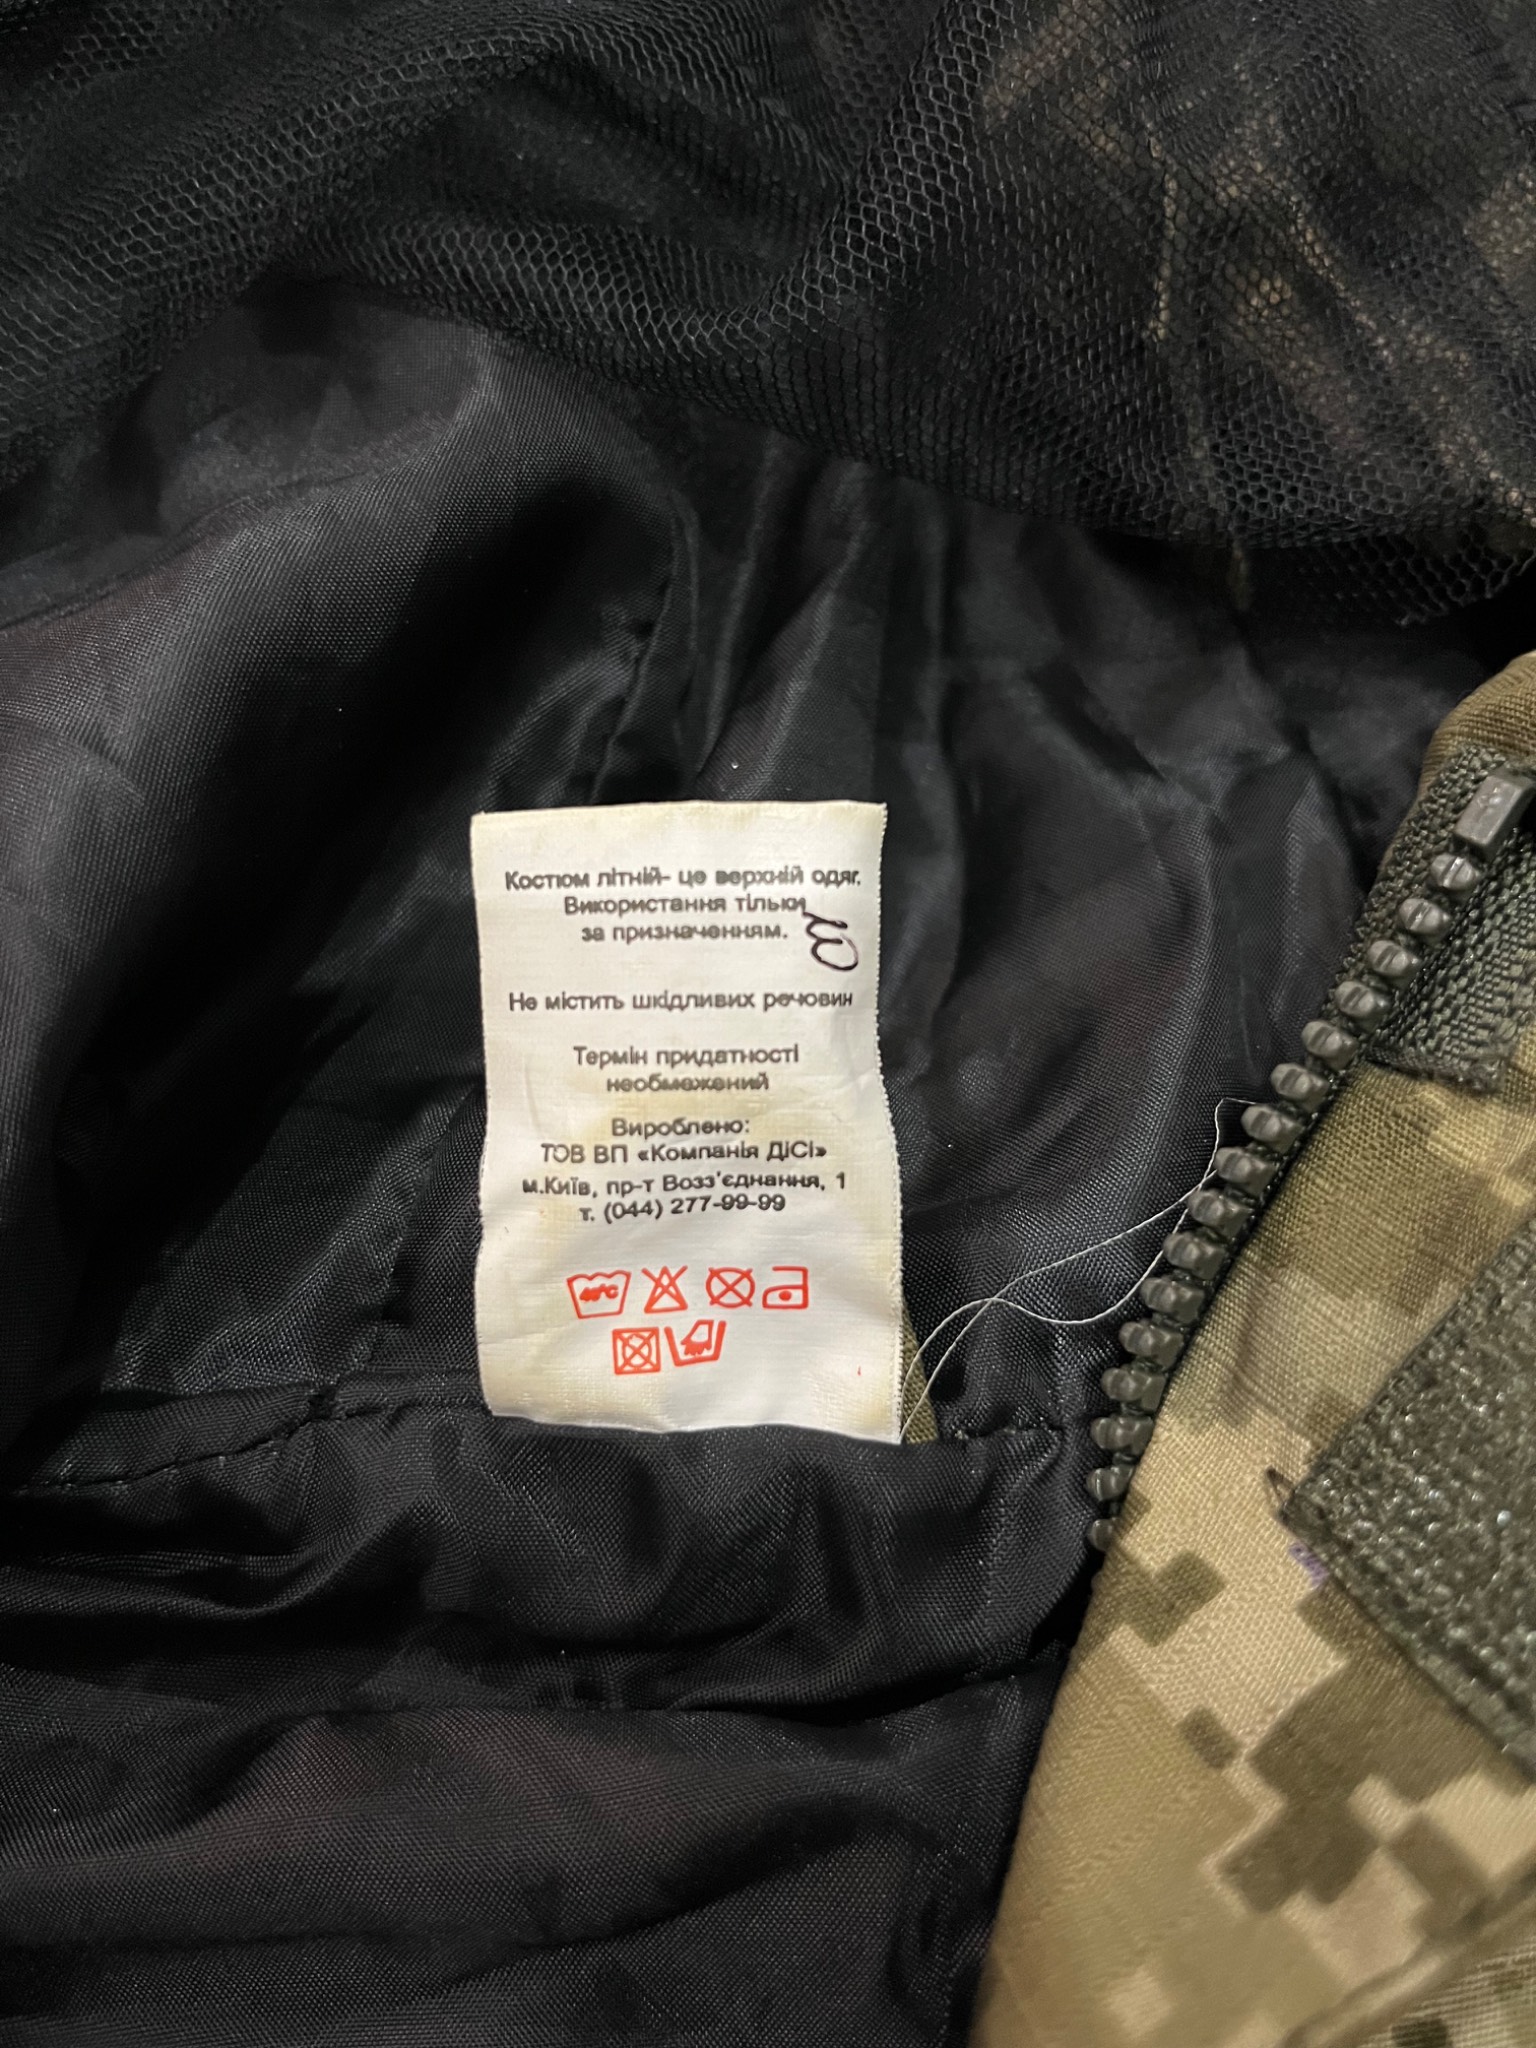 Костюм літній- це верхній одяг.
Використання тільки
за призначенням.
Не містить шкідливих речовин
Термін придатності
необмежений
Вироблено:
ТОВ ВП «Компанія ДіСі»
м.Київ, пр-т Возз'єднання, 1
т. (044) 277-99-99
40°C